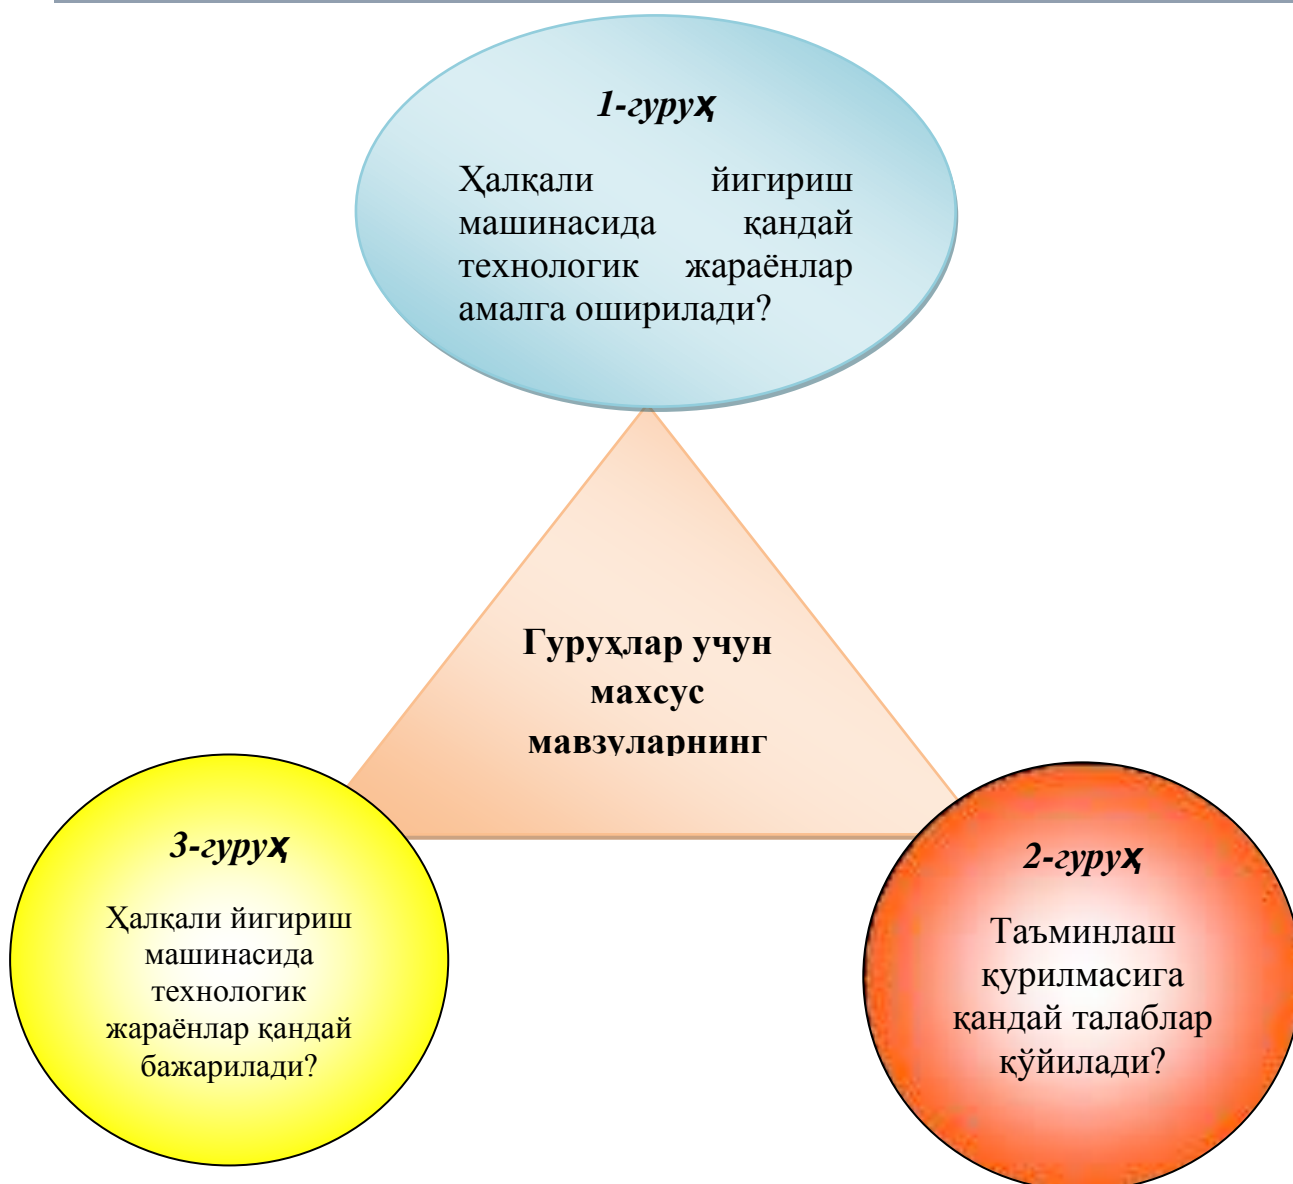 1-гуруҳ
Ҳалқали йигириш
машинасида қандай
технологик жараёнлар
амалга оширилади?
Гуруҳлар учун
махсус
мавзуларнинг
3-гуруҳ
Ҳалқали йигириш
машинасида
технологик
жараёнлар қандай
бажарилади?
2-гуруҳ
Таъминлаш
қурилмасига
қандай талаблар
қўйилади?